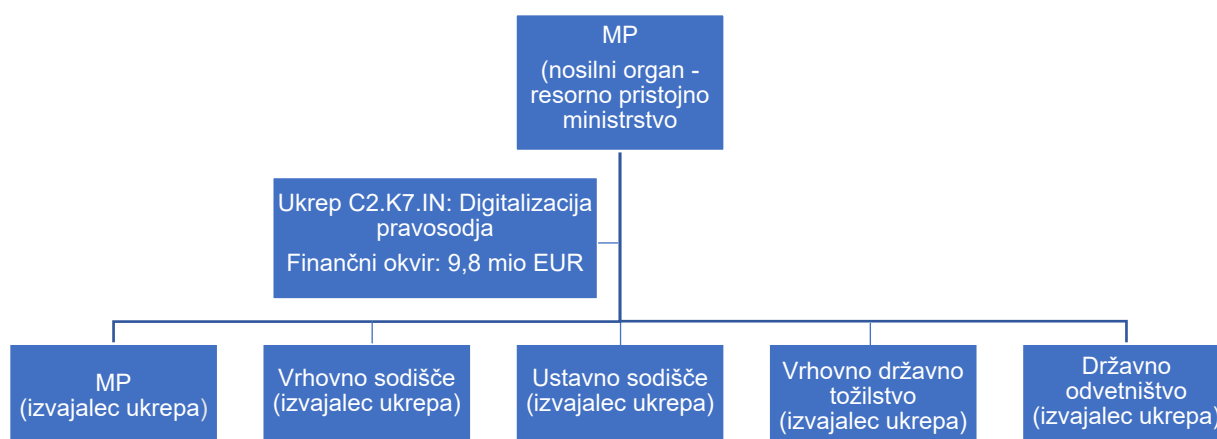 MP
(nosilni organ -
resorno pristojno
ministrstvo
Ukrep C2.K7.IN: Digitalizacija
pravosodja
Finančni okvir: 9,8 mio EUR
MP
(izvajalec ukrepa)
Vrhovno sodišče
(izvajalec ukrepa)
Ustavno sodišče
(izvajalec ukrepa)
Vrhovno državno
tožilstvo
(izvajalec ukrepa)
Državno
odvetništvo
(izvajalec ukrepa)